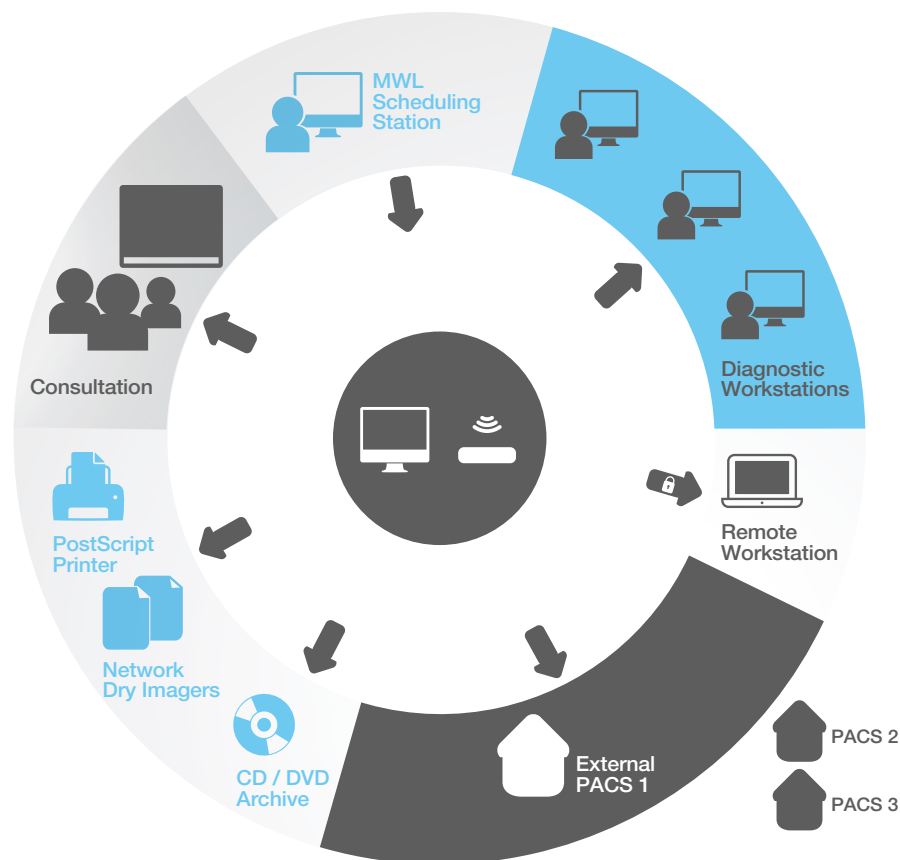 MWL
Scheduling
Station
Diagnostic
Workstations
Consultation
Remote
Workstation
PostScript
Printer
Network
Dry Imagers
CD / DVD
Archive
External
PACS 1
PACS 2
PACS 3